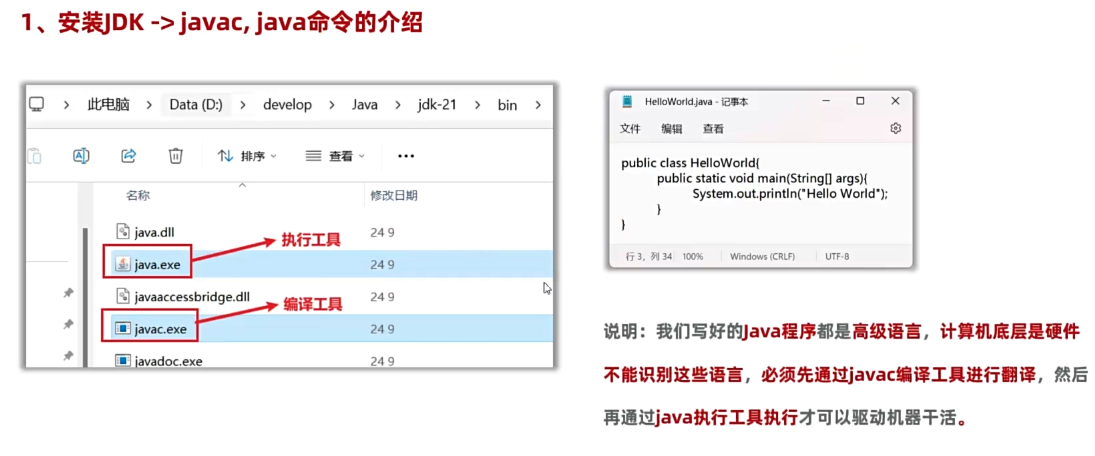 1、安装JDK -> javac, java命令的介绍
此电脑 > Data (D:) > develop > Java > jdk-21 > bin >
排序 查看 ...
名称 修改日期
java.dll 24 9
java.exe 24 9
执行工具
javaaccessbridge.dll 24 9
编译工具
javac.exe 24 9
javadoc.exe 24 9
HelloWorld.java - 记事本
文件 编辑 查看
public class HelloWorld{
public static void main(String[] args){
System.out.println("Hello World");
}
}
行 3，列 34 100% Windows (CRLF) UTF-8
说明：我们写好的Java程序都是高级语言，计算机底层是硬件
不能识别这些语言，必须先通过javac编译工具进行翻译，然后
再通过java执行工具执行才可以驱动机器干活。